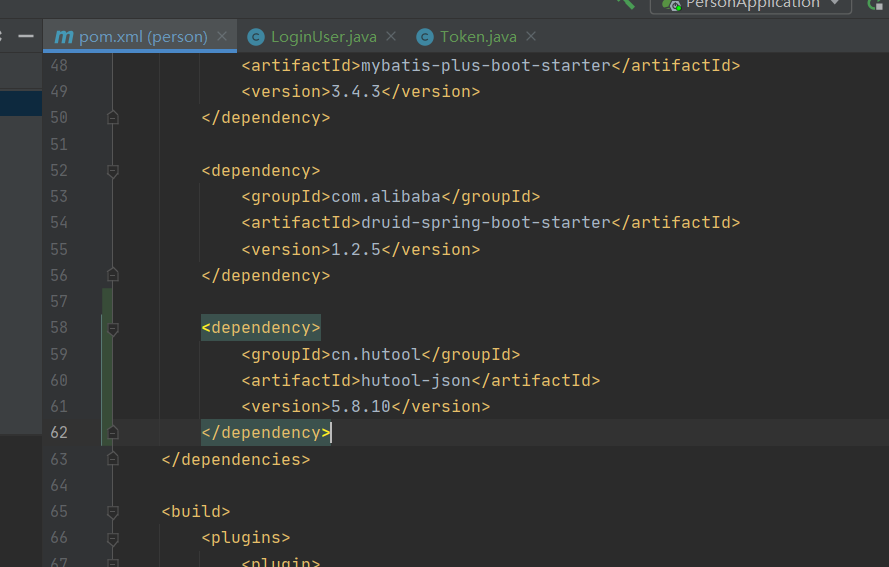 PersonApplication
m pom.xml (person) LoginUser.java Token.java
48 <artifactId>mybatis-plus-boot-starter</artifactId>
49 <version>3.4.3</version>
50 </dependency>
51
52 <dependency>
53 <groupId>com.alibaba</groupId>
54 <artifactId>druid-spring-boot-starter</artifactId>
55 <version>1.2.5</version>
56 </dependency>
57
58 <dependency>
59 <groupId>cn.hutool</groupId>
60 <artifactId>hutool-json</artifactId>
61 <version>5.8.10</version>
62 </dependency>
63 </dependencies>
64
65 <build>
66 <plugins>
67 <plugin>